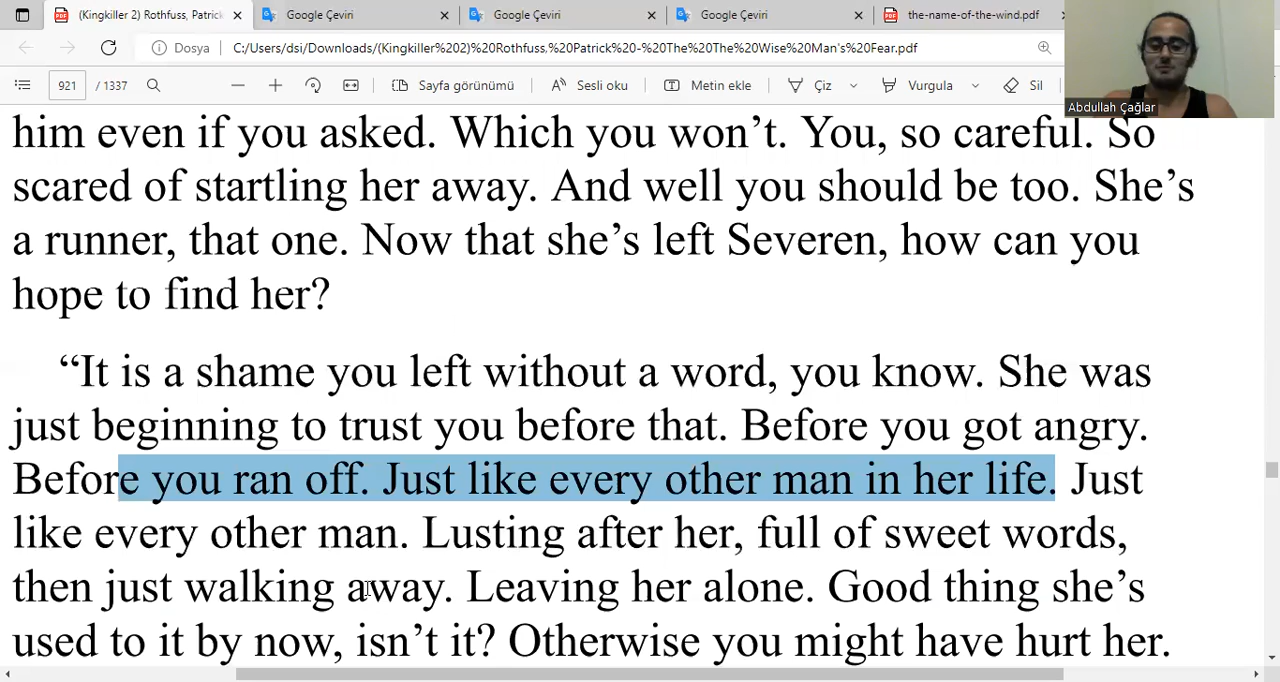 (Kingkiller 2) Rothfuss, Patrick
Google Çeviri
Google Çeviri
Google Çeviri
the-name-of-the-wind.pdf
Dosya
C:/Users/dsi/Downloads/(Kingkiller%202)%20Rothfuss,%20Patrick%20-%20The%20The%20Wise%20Man's%20Fear.pdf
921 / 1337
Sayfa görünümü
Sesli oku
Metin ekle
Çiz
Vurgula
Sil
Abdullah Çağlar
him even if you asked. Which you won’t. You, so careful. So
scared of startling her away. And well you should be too. She’s
a runner, that one. Now that she’s left Severen, how can you
hope to find her?
“It is a shame you left without a word, you know. She was
just beginning to trust you before that. Before you got angry.
Before you ran off. Just like every other man in her life. Just
like every other man. Lusting after her, full of sweet words,
then just walking away. Leaving her alone. Good thing she’s
used to it by now, isn’t it? Otherwise you might have hurt her.